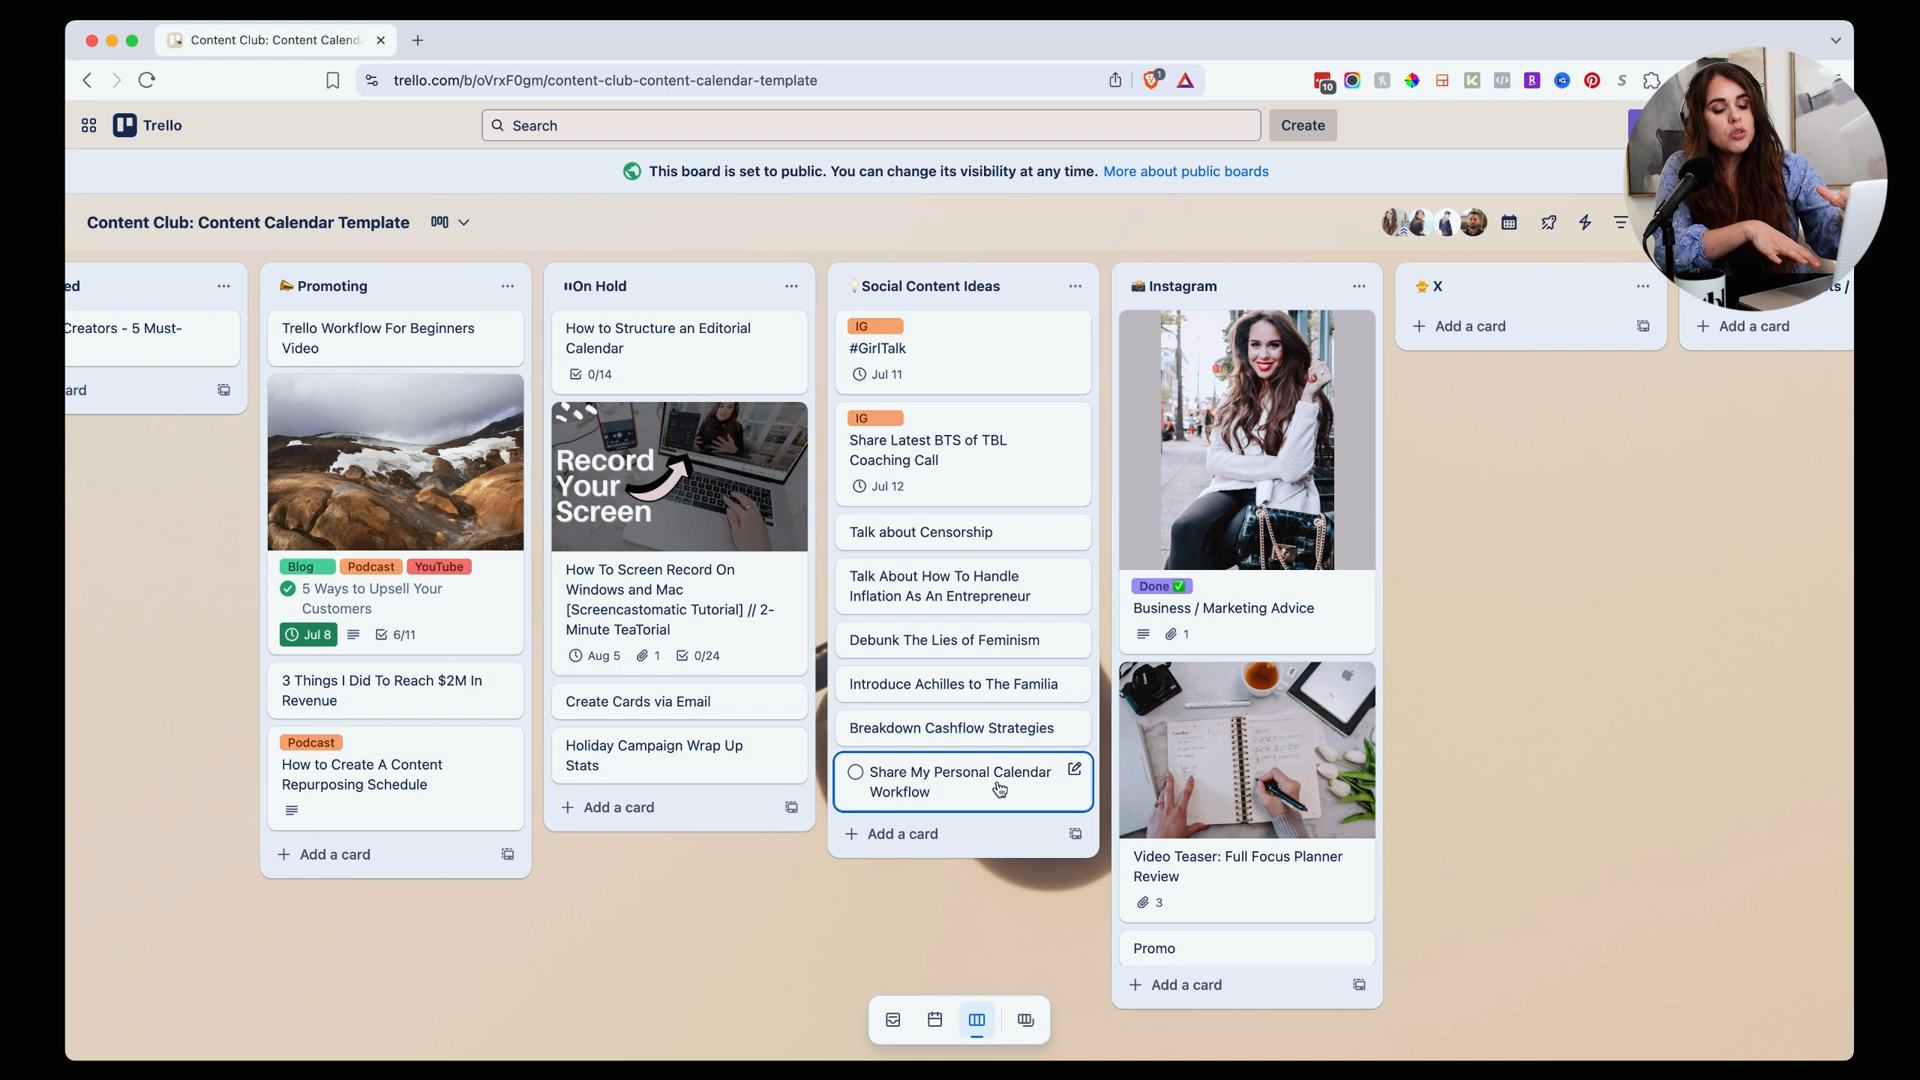 Content Club: Content Calend
trello.com/b/oVrxF0gm/content-club-content-calendar-template
1
10
Trello
Search
Create
This board is set to public. You can change its visibility at any time. More about public boards
Content Club: Content Calendar Template
ed
Creators - 5 Must-
ard
Promoting
Trello Workflow For Beginners
Video
Blog
Podcast
YouTube
5 Ways to Upsell Your
Customers
Jul 8
6/11
3 Things I Did To Reach $2M In
Revenue
Podcast
How to Create A Content
Repurposing Schedule
+ Add a card
On Hold
How to Structure an Editorial
Calendar
0/14
Record
Your
Screen
How To Screen Record On
Windows and Mac
[Screencastomatic Tutorial] // 2-
Minute TeaTorial
Aug 5
1
0/24
Create Cards via Email
Holiday Campaign Wrap Up
Stats
+ Add a card
Social Content Ideas
IG
#GirlTalk
Jul 11
IG
Share Latest BTS of TBL
Coaching Call
Jul 12
Talk about Censorship
Talk About How To Handle
Inflation As An Entrepreneur
Debunk The Lies of Feminism
Introduce Achilles to The Familia
Breakdown Cashflow Strategies
Share My Personal Calendar
Workflow
+ Add a card
Instagram
Done ✅
Business / Marketing Advice
1
Video Teaser: Full Focus Planner
Review
3
Promo
+ Add a card
X
+ Add a card
+ Add a card